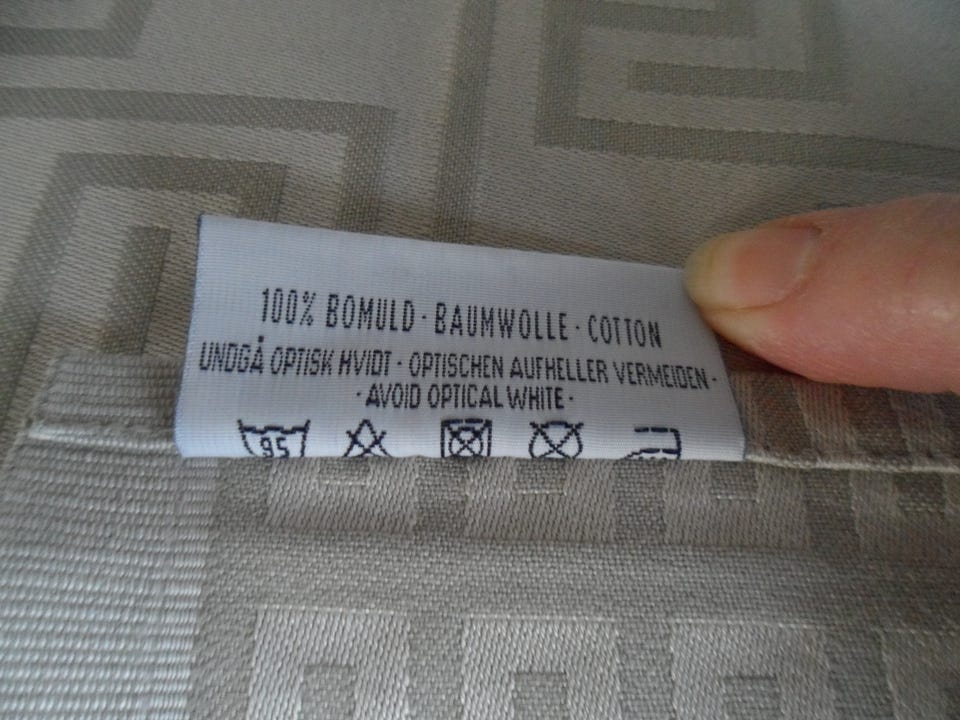 100% BOMULD · BAUMWOLLE · COTTON
UNDGÅ OPTISK HVIDT · OPTISCHEN AUFHELLER VERMEIDEN ·
· AVOID OPTICAL WHITE ·
95